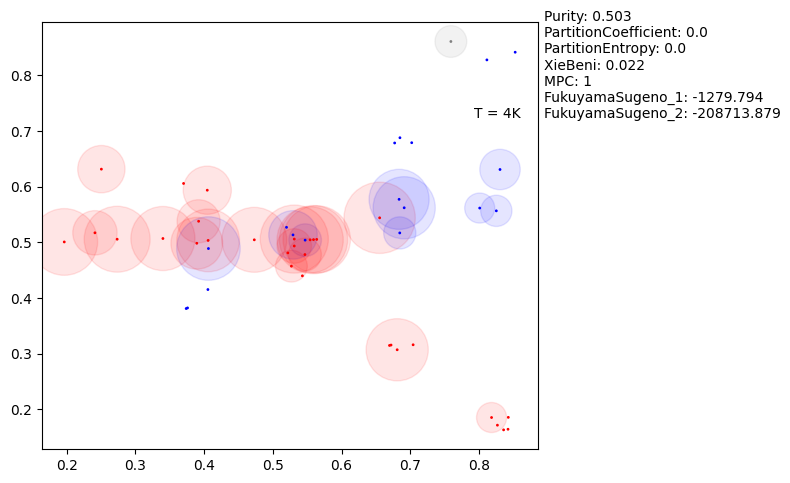 Purity: 0.503
PartitionCoefficient: 0.0
PartitionEntropy: 0.0
XieBeni: 0.022
MPC: 1
FukuyamaSugeno_1: -1279.794
FukuyamaSugeno_2: -208713.879
T = 4K
0.8
0.7
0.6
0.5
0.4
0.3
0.2
0.2 0.3 0.4 0.5 0.6 0.7 0.8